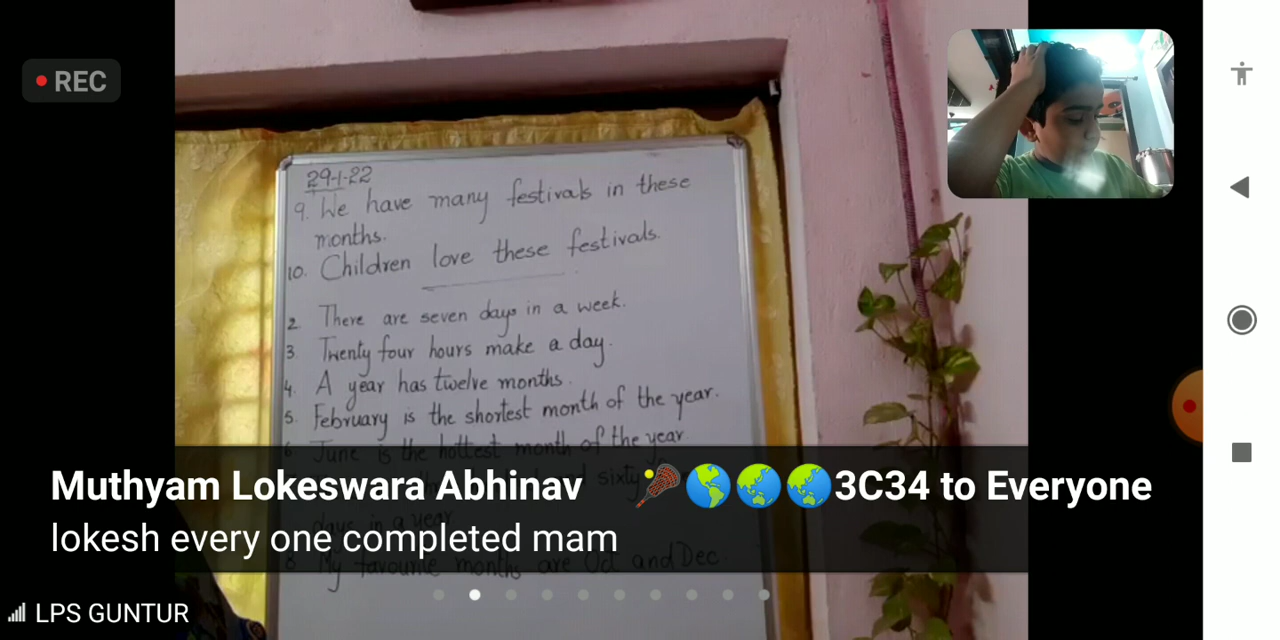 REC
29-1-22
9. We have many festivals in these
months.
10. Children love these festivals.
2. There are seven days in a week.
3. Twenty four hours make a day.
4. A year has twelve months.
5. February is the shortest month of the year.
6 June is the hottest month of the year
sixty
days in a year
8 My favourite months are Oct and Dec
Muthyam Lokeswara Abhinav 🥍🌎🌏🌏3C34 to Everyone
lokesh every one completed mam
LPS GUNTUR